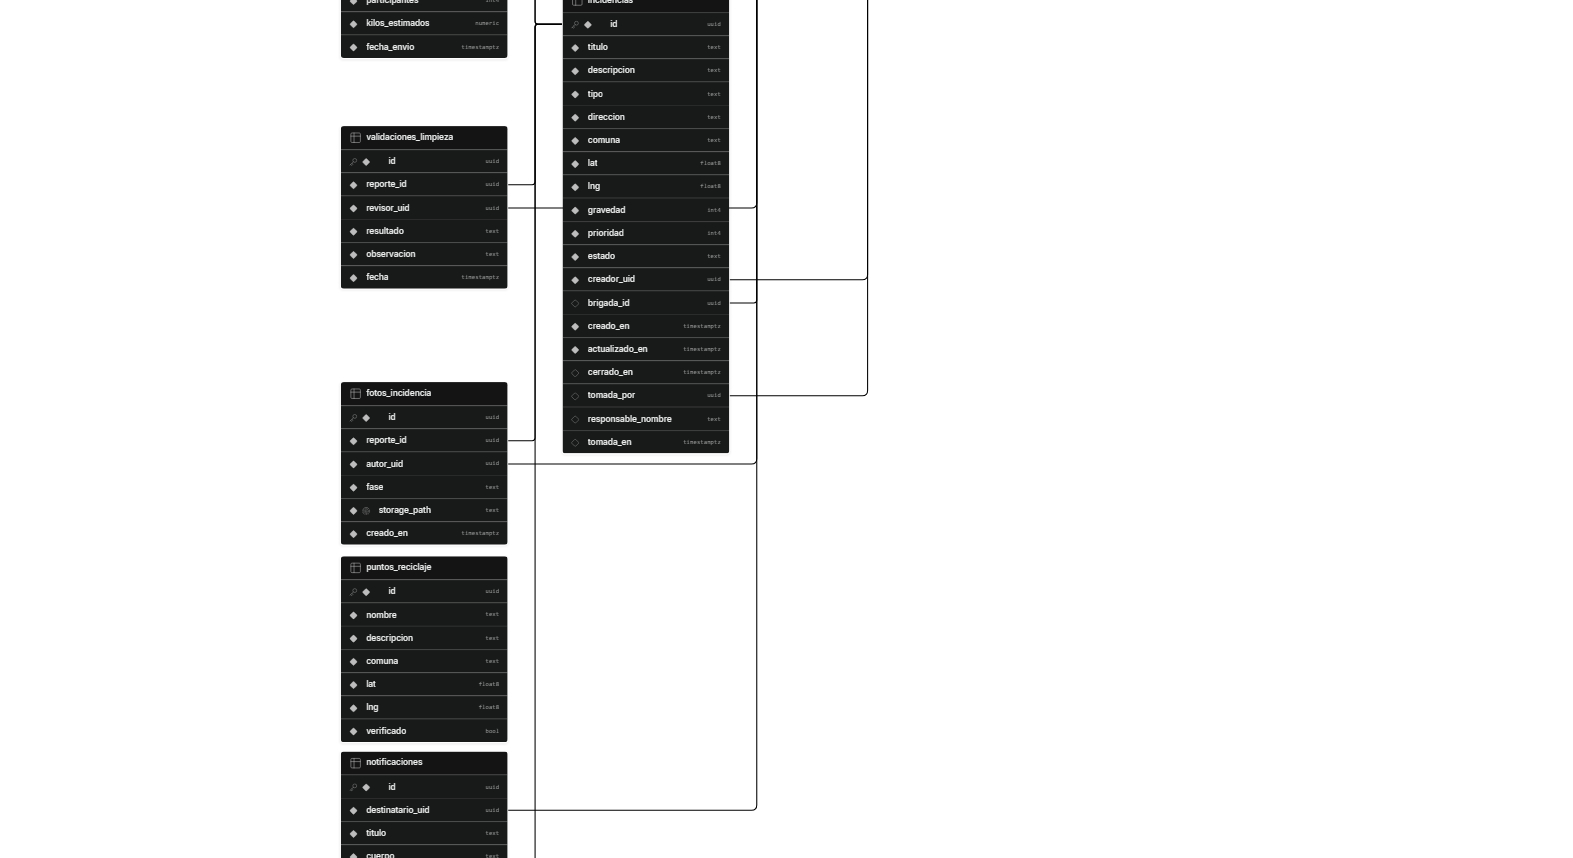 participantes int4
kilos_estimados numeric
fecha_envio timestamptz
validaciones_limpieza
id uuid
reporte_id uuid
revisor_uid uuid
resultado text
observacion text
fecha timestamptz
fotos_incidencia
id uuid
reporte_id uuid
autor_uid uuid
fase text
storage_path text
creado_en timestamptz
puntos_reciclaje
id uuid
nombre text
descripcion text
comuna text
lat float8
lng float8
verificado bool
notificaciones
id uuid
destinatario_uid uuid
titulo text
cuerpo text
incidencias
id uuid
titulo text
descripcion text
tipo text
direccion text
comuna text
lat float8
lng float8
gravedad int4
prioridad int4
estado text
creador_uid uuid
brigada_id uuid
creado_en timestamptz
actualizado_en timestamptz
cerrado_en timestamptz
tomada_por uuid
responsable_nombre text
tomada_en timestamptz